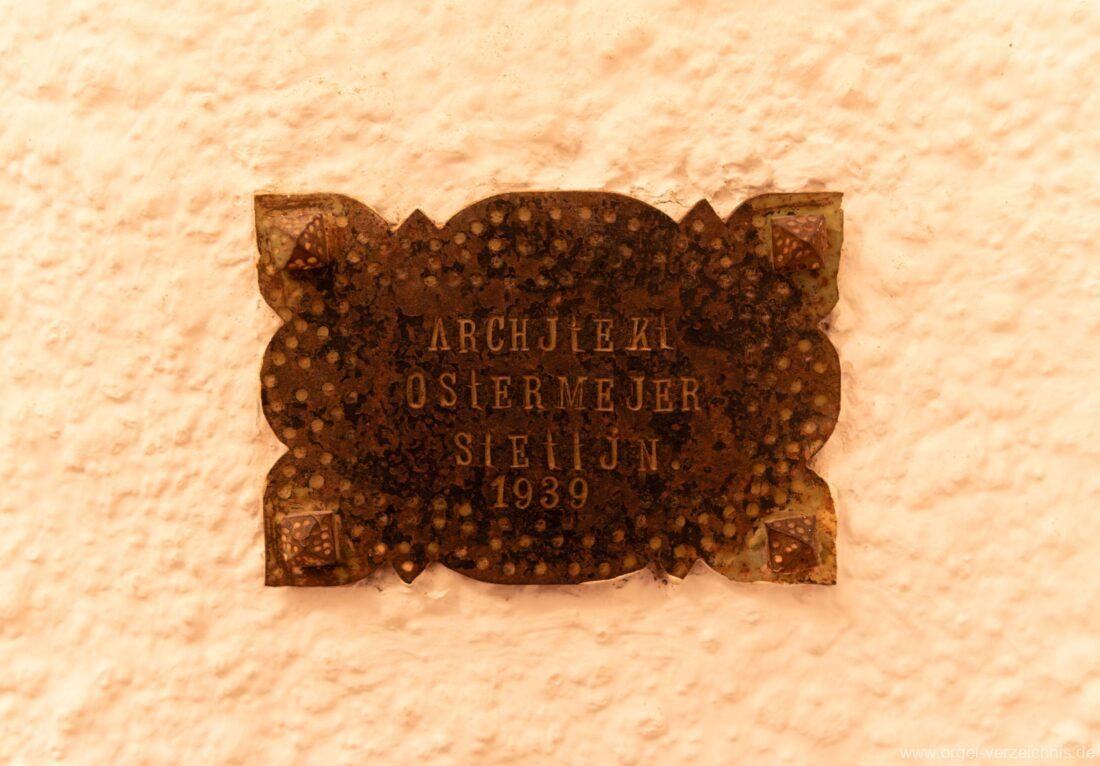 ARCHJtEKt
OStERMEJER
StEttJN
1939
www.orgel-verzeichnis.de